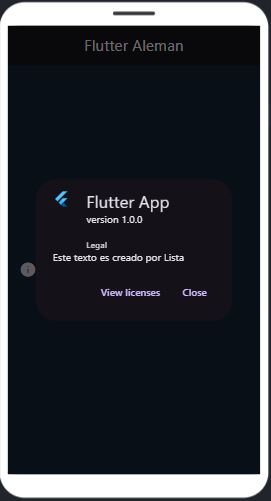 Flutter Aleman
Flutter App
version 1.0.0
Legal
Este texto es creado por Lista
View licenses
Close